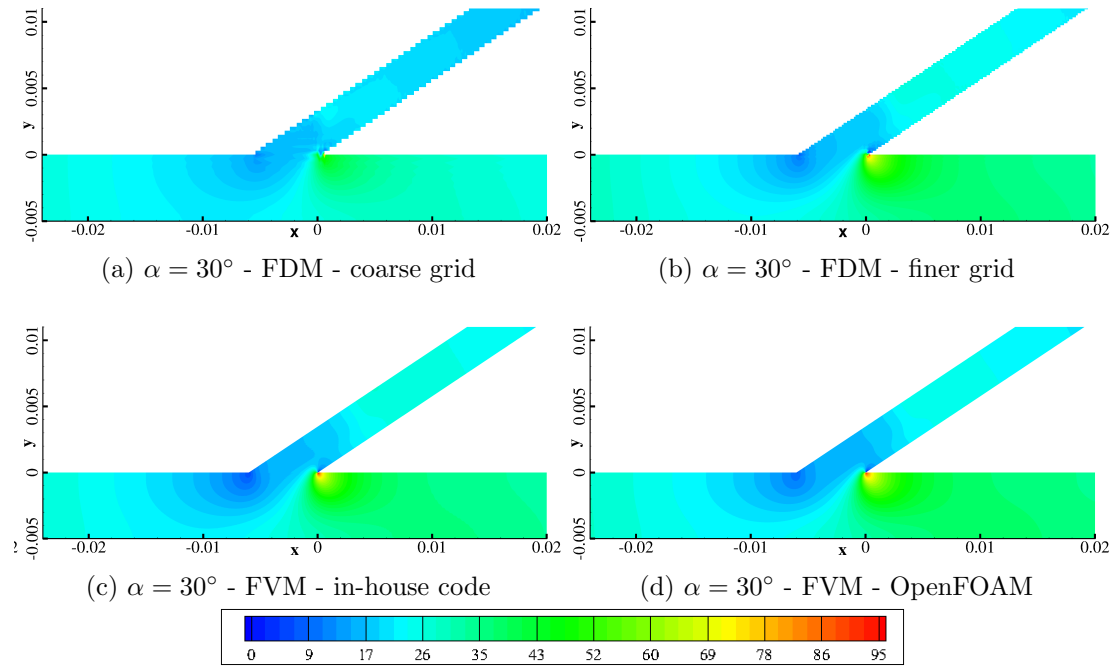 0.01
0.005
y
0
-0.005
-0.02
-0.01
x
0
0.01
0.02
(a) α = 30° - FDM - coarse grid
0.01
0.005
y
0
-0.005
-0.02
-0.01
x
0
0.01
0.02
(b) α = 30° - FDM - finer grid
0.01
0.005
y
0
-0.005
-0.02
-0.01
x
0
0.01
0.02
(c) α = 30° - FVM - in-house code
0.01
0.005
y
0
-0.005
-0.02
-0.01
x
0
0.01
0.02
(d) α = 30° - FVM - OpenFOAM
0 9 17 26 35 43 52 60 69 78 86 95